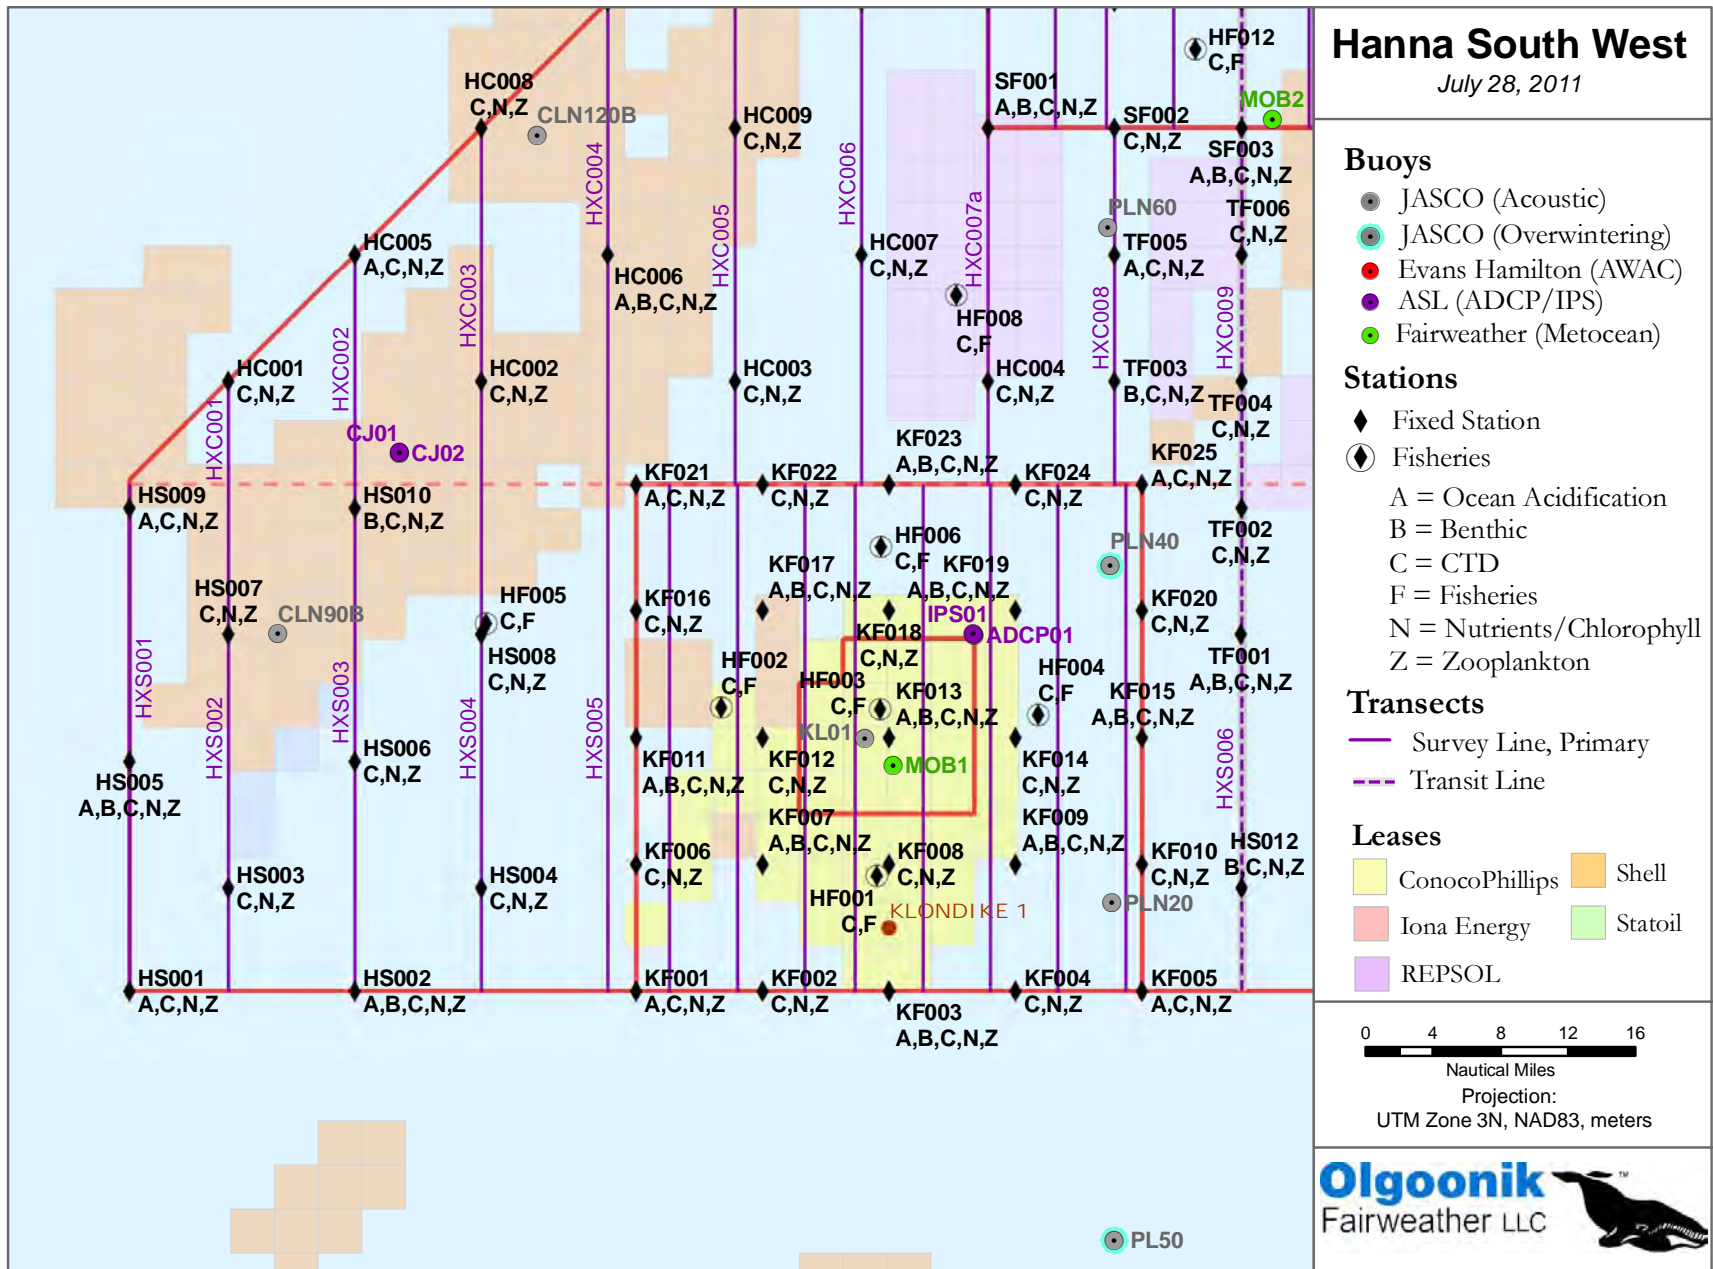 Hanna South West
July 28, 2011
Buoys
JASCO (Acoustic)
JASCO (Overwintering)
Evans Hamilton (AWAC)
ASL (ADCP/IPS)
Fairweather (Metocean)
Stations
Fixed Station
Fisheries
A = Ocean Acidification
B = Benthic
C = CTD
F = Fisheries
N = Nutrients/Chlorophyll
Z = Zooplankton
Transects
Survey Line, Primary
Transit Line
Leases
ConocoPhillips
Shell
Iona Energy
Statoil
REPSOL
0 4 8 12 16
Nautical Miles
Projection:
UTM Zone 3N, NAD83, meters
Olgoonik
™
Fairweather LLC
HF012
C,F
HC008
C,N,Z
CLN120B
HC009
C,N,Z
SF001
A,B,C,N,Z
SF002
C,N,Z
MOB2
SF003
A,B,C,N,Z
HXC004
HXC005
HXC006
HXC007a
PLN60
TF006
C,N,Z
HC005
A,C,N,Z
HXC003
HC006
A,B,C,N,Z
HC007
C,N,Z
TF005
A,C,N,Z
HF008
C,F
HXC008
HXC009
HXC002
HC001
C,N,Z
HC002
C,N,Z
HC003
C,N,Z
HC004
C,N,Z
TF003
B,C,N,Z
TF004
C,N,Z
HXC001
CJ01
CJ02
KF021
A,C,N,Z
KF022
C,N,Z
KF023
A,B,C,N,Z
KF024
C,N,Z
KF025
A,C,N,Z
HS009
A,C,N,Z
HS010
B,C,N,Z
TF002
C,N,Z
HF006
C,F
PLN40
KF017
A,B,C,N,Z
KF019
A,B,C,N,Z
HS007
C,N,Z
CLN90B
HF005
C,F
HS008
C,N,Z
KF016
C,N,Z
KF018
C,N,Z
IPS01
ADCP01
KF020
C,N,Z
TF001
A,B,C,N,Z
HXS001
HXS002
HXS003
HXS004
HXS005
HXS006
HF002
C,F
HF003
C,F
KF013
A,B,C,N,Z
HF004
C,F
KF015
A,B,C,N,Z
KL01
MOB1
HS005
A,B,C,N,Z
HS006
C,N,Z
KF011
A,B,C,N,Z
KF012
C,N,Z
KF014
C,N,Z
KF007
A,B,C,N,Z
KF009
A,B,C,N,Z
HS003
C,N,Z
HS004
C,N,Z
KF006
C,N,Z
KF008
C,N,Z
KF010
C,N,Z
HS012
B,C,N,Z
HF001
C,F
KLONDIKE 1
PLN20
HS001
A,C,N,Z
HS002
A,B,C,N,Z
KF001
A,C,N,Z
KF002
C,N,Z
KF003
A,B,C,N,Z
KF004
C,N,Z
KF005
A,C,N,Z
PL50